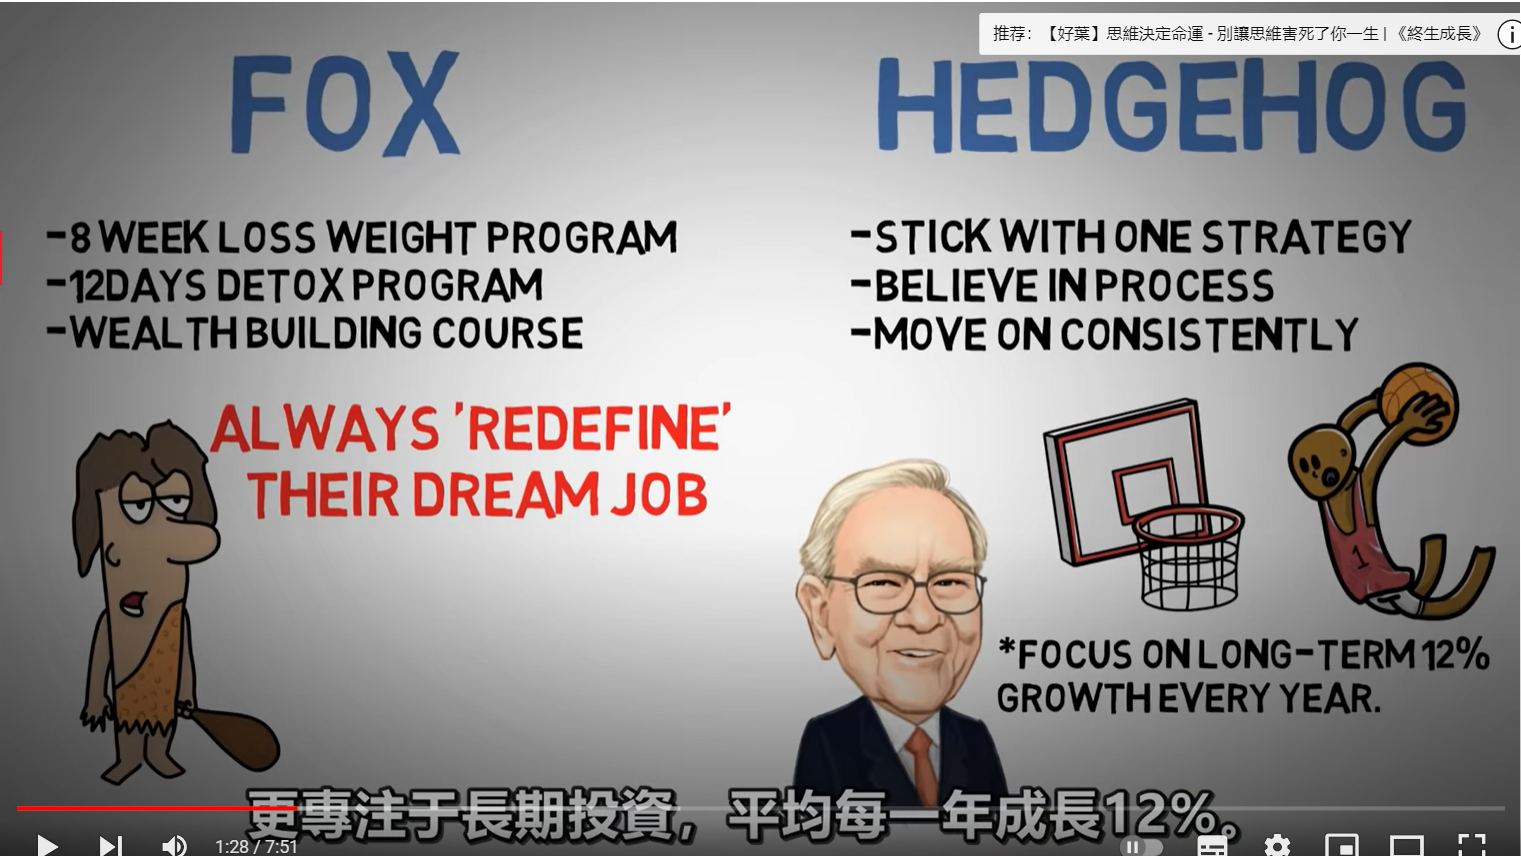 推荐：【好葉】思維決定命運 - 別讓思維害死了你一生 | 《終生成長》
FOX
HEDGEHOG
-8 WEEK LOSS WEIGHT PROGRAM
-12DAYS DETOX PROGRAM
-WEALTH BUILDING COURSE
-STICK WITH ONE STRATEGY
-BELIEVE IN PROCESS
-MOVE ON CONSISTENTLY
ALWAYS 'REDEFINE'
THEIR DREAM JOB
1
*FOCUS ON LONG-TERM 12%
GROWTH EVERY YEAR.
更專注于長期投資，平均每一年成長12%。
1:28 / 7:51